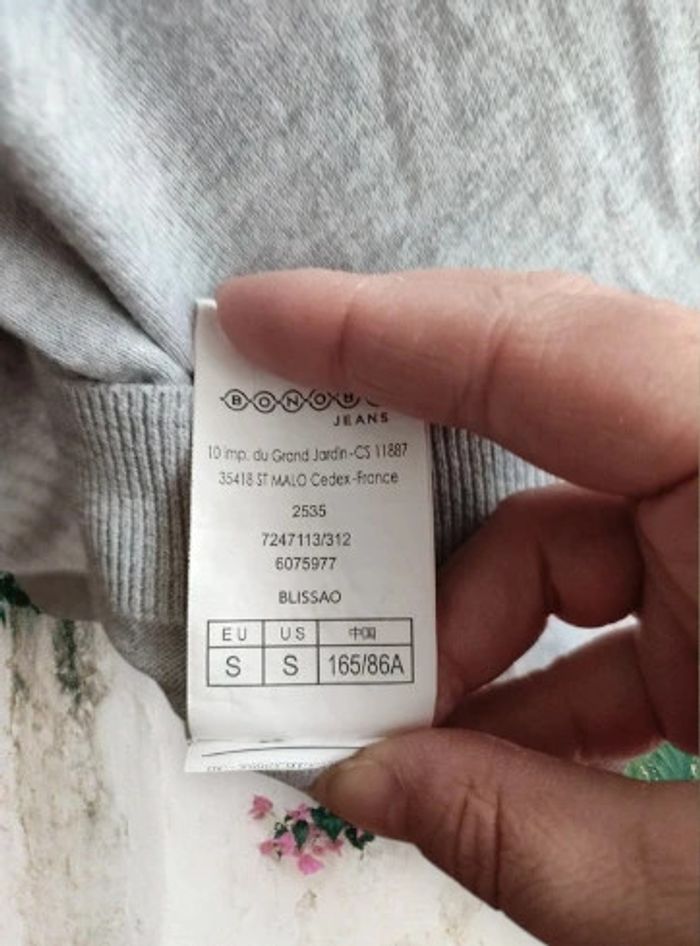 BONOB
JEANS
10 imp. du Grand Jardin-CS 11887
35418 ST MALO Cedex-France
2535
7247113/312
6075977
BLISSAO
EU US 中国
S S 165/86A